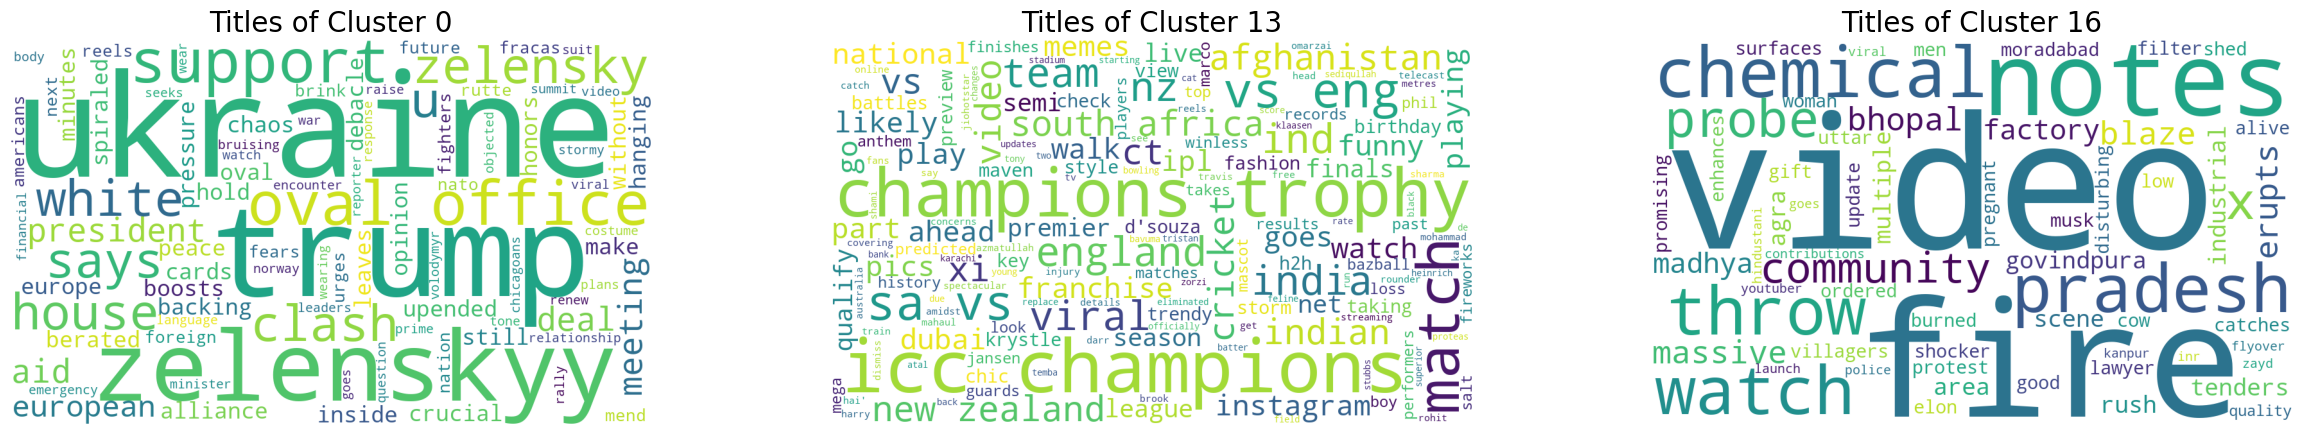 Titles of Cluster 0
body
reels
support
future
fracas
suit
next
minutes
spiraled
seeks
pressure
wear
brink
raise
debacle
rutte
summit
video
zelensky
ukraine
u
americans
chaos
war
bruising
watch
oval
response
fighters
objected
honors
stormy
without
hanging
white
hold
encounter
nato
viral
oval office
financial
president
peace
says
cards
europe
boosts
backing
fears
norway
wearing
leaders
urges
leaves
reporter
opinion
volodymyr
chicagoans
costume
make
plans
renew
trump
house
berated
language
foreign
clash
upended
prime
tone
still
deal
relationship
meeting
aid
emergency
european
minister
alliance
zelenskyy
goes
question
nation
inside
crucial
rally
mend
Titles of Cluster 13
national
finishes
memes
live
marco
omarzai
afghanistan
online
vs
stadium
starting
team
view
cat
head
sediqullah
telecast
catch
battles
preview
jiohotstar
changes
video
semi
check
players
nz
top
vs eng
metres
phil
playing
likely
anthem
updates
south africa
reels
score
klaasen
records
birthday
go
fans
play
tony
two
walk
ct
see
ipl
winless
ind
funny
say
maven
style
bowling
fashion
finals
sharma
shami
tv
travis
free
champions trophy
takes
part
concerns
ahead
premier
d'souza
cricket
results
rate
past
black
de
covering
predicted
azmatullah
bavuma
tristan
mascot
goes
watch
mohammad
bank
karachi
xi
key
england
h2h
bazball
kai
heinrich
pics
young
injury
matches
india
loss
rounder
qualify
history
spectacular
franchise
net
run
taking
fireworks
australia
sa vs
due
replace
details
eliminated
zorzi
storm
streaming
match
amidst
viral
trendy
feline
indian
train
mahaul
look
officially
get
dismiss
dubai
krystle
season
darr
batter
proteas
atal
jansen
performers
superior
icc champions
chic
temba
stubbs
mega
guards
salt
hai'
back
brook
boy
harry
new zealand
league
instagram
field
rohit
Titles of Cluster 16
surfaces
viral
men
moradabad
filter
shed
chemical
notes
promising
enhances
probe
woman
bhopal
factory
blaze
alive
uttar
update
multiple
gift
goes
agra
hindustani
video
pregnant
musk
disturbing
low
industrial
x
erupts
madhya
contributions
community
govindpura
youtuber
ordered
pradesh
throw
burned
scene
cow
catches
massive
villagers
shocker
kanpur
inr
flyover
launch
police
protest
lawyer
zayd
watch
area
good
tenders
elon
fire
rush
quality